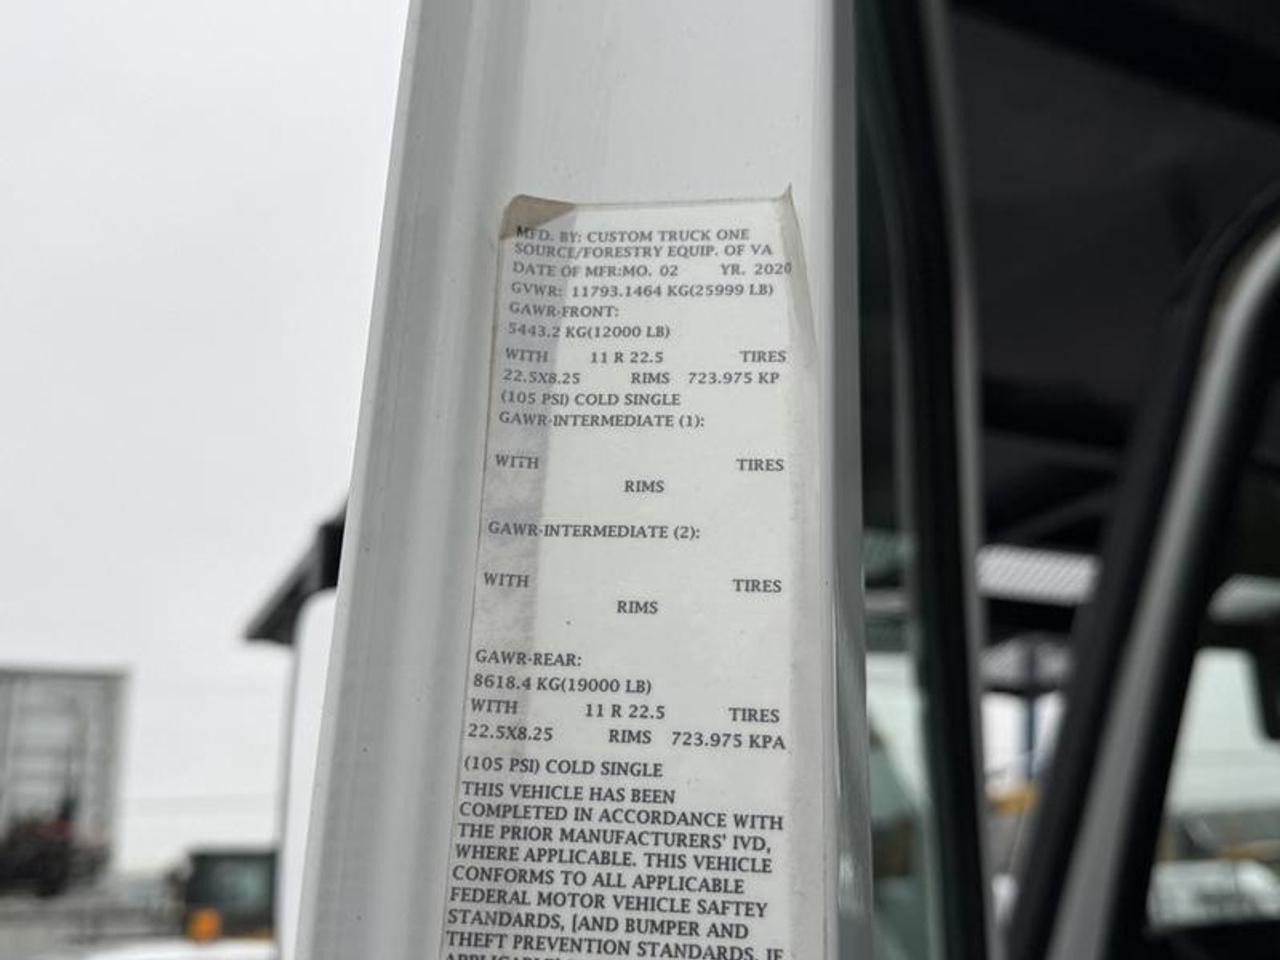 MFD. BY: CUSTOM TRUCK ONE
SOURCE/FORESTRY EQUIP. OF VA
DATE OF MFR:MO. 02 YR. 2020
GVWR: 11793.1464 KG(25999 LB)
GAWR-FRONT:
5443.2 KG(12000 LB)
WITH 11 R 22.5 TIRES
22.5X8.25 RIMS 723.975 KP
(105 PSI) COLD SINGLE
GAWR-INTERMEDIATE (1):
WITH TIRES
RIMS
GAWR-INTERMEDIATE (2):
WITH TIRES
RIMS
GAWR-REAR:
8618.4 KG(19000 LB)
WITH 11 R 22.5 TIRES
22.5X8.25 RIMS 723.975 KPA
(105 PSI) COLD SINGLE
THIS VEHICLE HAS BEEN
COMPLETED IN ACCORDANCE WITH
THE PRIOR MANUFACTURERS' IVD,
WHERE APPLICABLE. THIS VEHICLE
CONFORMS TO ALL APPLICABLE
FEDERAL MOTOR VEHICLE SAFTEY
STANDARDS, [AND BUMPER AND
THEFT PREVENTION STANDARDS, IF